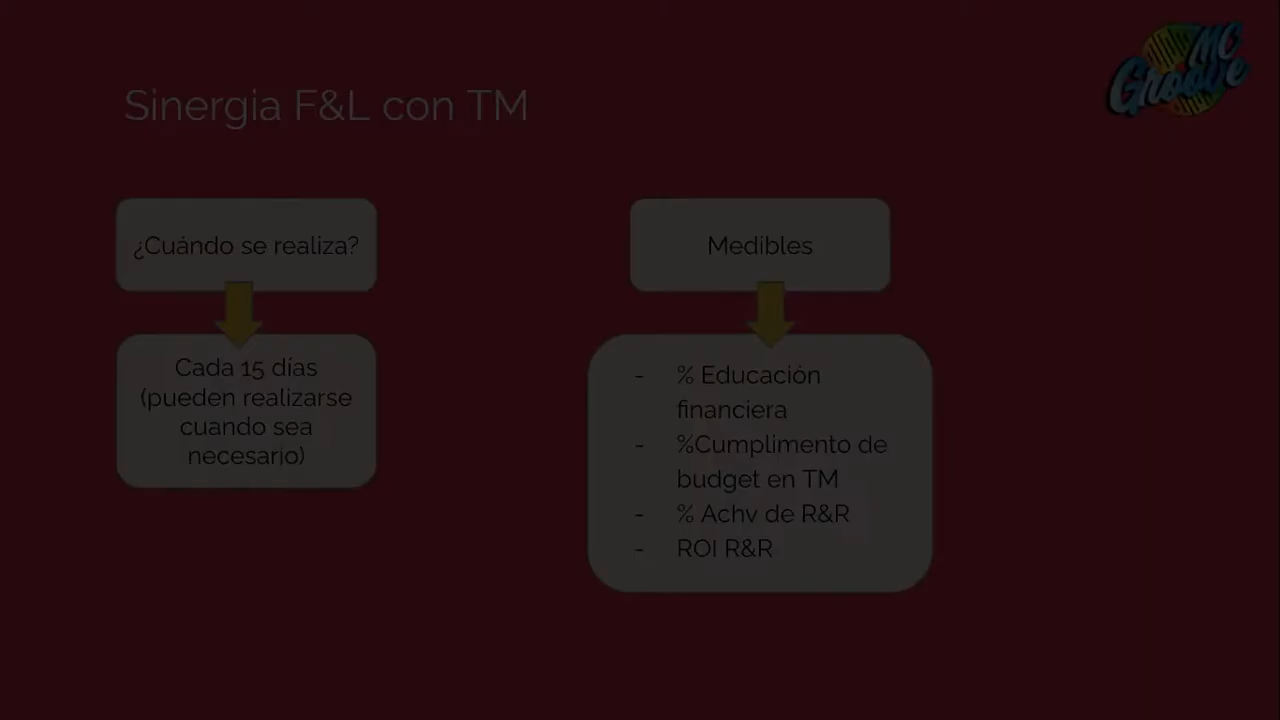 MC
Groove
Sinergia F&L con TM
¿Cuándo se realiza?
Cada 15 días
(pueden realizarse
cuando sea
necesario)
Medibles
- % Educación
financiera
- %Cumplimento de
budget en TM
- % Achv de R&R
- ROI R&R